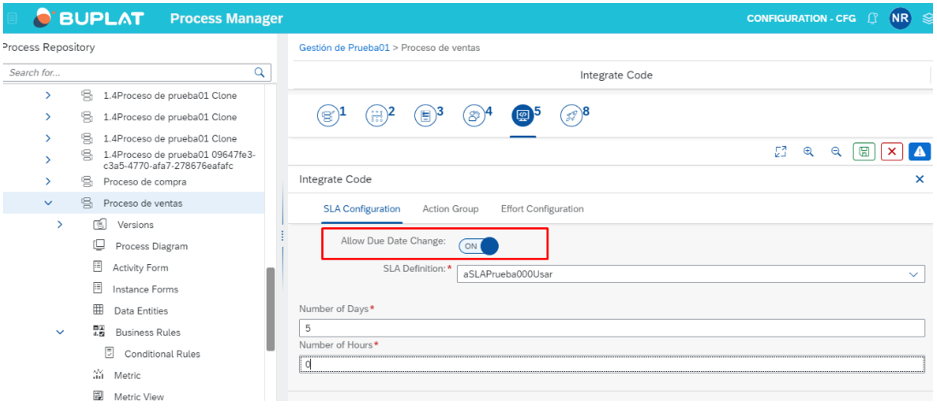 BUPLAT Process Manager CONFIGURATION - CFG NR
Process Repository
Search for...
1.4Proceso de prueba01 Clone
1.4Proceso de prueba01 Clone
1.4Proceso de prueba01 Clone
1.4Proceso de prueba01 09647fe3-
c3a5-4770-afa7-278676eafafc
Proceso de compra
Proceso de ventas
Versions
Process Diagram
Activity Form
Instance Forms
Data Entities
Business Rules
Conditional Rules
Metric
Metric View
Gestión de Prueba01 > Proceso de ventas
Integrate Code
1 2 3 4 5 8
Integrate Code
SLA Configuration Action Group Effort Configuration
Allow Due Date Change: ON
SLA Definition:* aSLAPrueba000Usar
Number of Days*
5
Number of Hours*
0